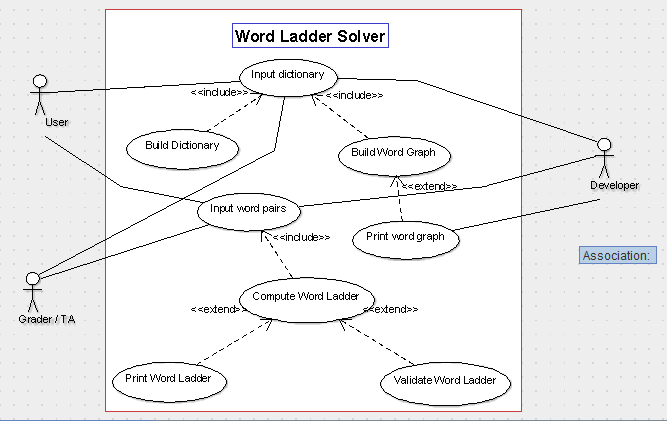 Word Ladder Solver
Input dictionary
<<include>>
<<include>>
User
Build Dictionary
Build Word Graph
<<extend>>
Developer
Input word pairs
<<include>>
Print word graph
Association:
Compute Word Ladder
<<extend>>
<<extend>>
Grader / TA
Print Word Ladder
Validate Word Ladder